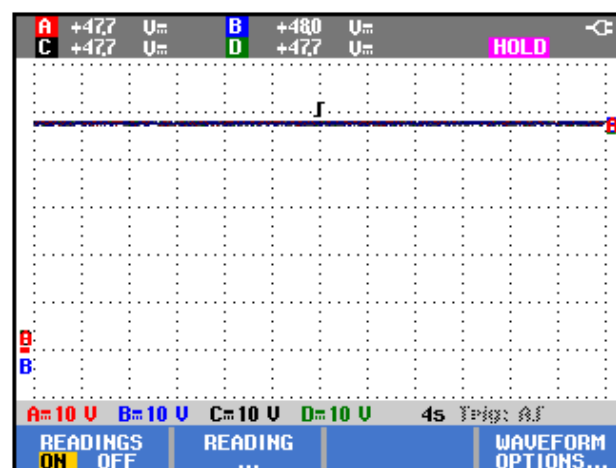 A +47.7 V= B +48.0 V=
C +47.7 V= D +47.7 V= HOLD
B
A=10 V B=10 V C=10 V D=10 V 4s Trig: A
READINGS READING WAVEFORM
ON OFF ... OPTIONS...